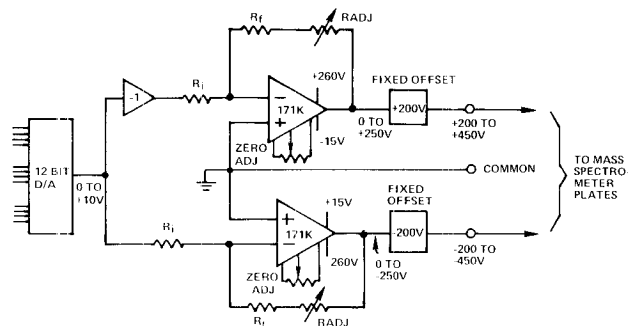 Rf
RADJ
-1
Ri
+260V
171K
-15V
ZERO
ADJ
FIXED OFFSET
+200V
0 TO
+250V
+200 TO
+450V
12 BIT
D/A
0 TO
+10V
COMMON
TO MASS
SPECTRO-
METER
PLATES
Ri
+15V
171K
260V
ZERO
ADJ
FIXED
OFFSET
-200V
0 TO
-250V
-200 TO
-450V
Rf
RADJ